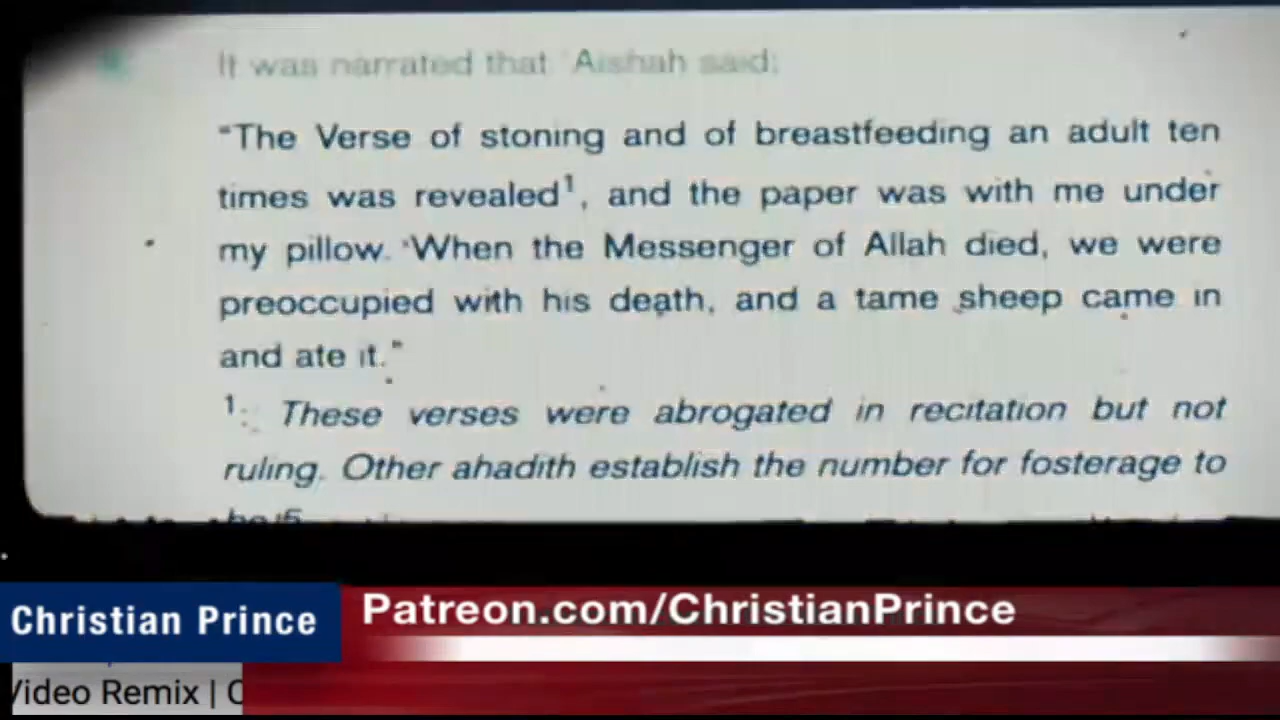 It was narrated that 'Aishah said:
"The Verse of stoning and of breastfeeding an adult ten
times was revealed¹, and the paper was with me under
my pillow. When the Messenger of Allah died, we were
preoccupied with his death, and a tame sheep came in
and ate it."
1. These verses were abrogated in recitation but not
ruling. Other ahadith establish the number for fosterage to
Christian Prince
Patreon.com/ChristianPrince
Video Remix |